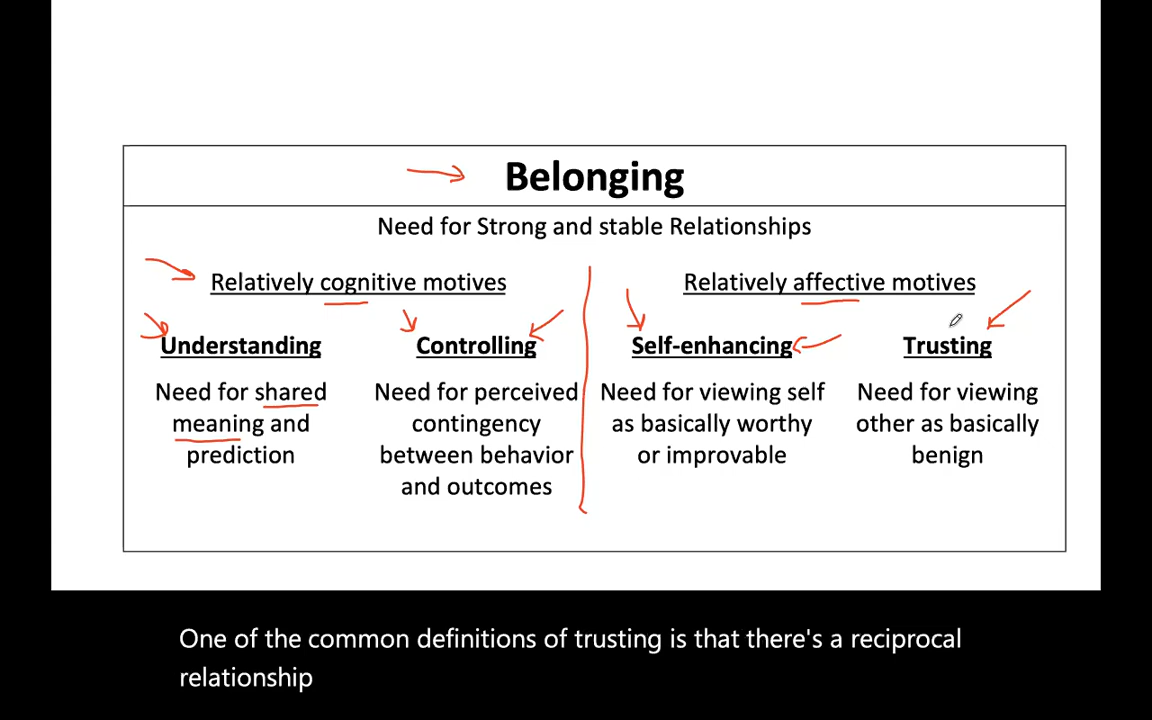 Belonging
Need for Strong and stable Relationships
Relatively cognitive motives
Relatively affective motives
Understanding
Need for shared
meaning and
prediction
Controlling
Need for perceived
contingency
between behavior
and outcomes
Self-enhancing
Need for viewing self
as basically worthy
or improvable
Trusting
Need for viewing
other as basically
benign
One of the common definitions of trusting is that there's a reciprocal
relationship